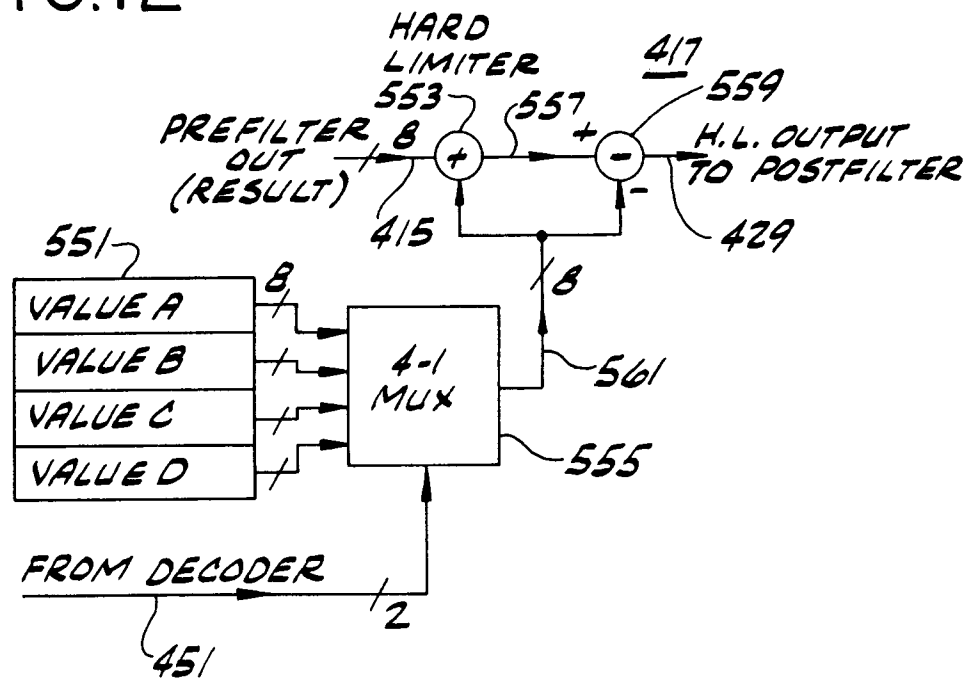 HARD
LIMITER
553
417
557
559
PREFILTER
OUT
(RESULT)
8
+
+
-
-
H.L. OUTPUT
TO POSTFILTER
415
429
551
8
VALUE A
VALUE B
VALUE C
VALUE D
4-1
MUX
8
561
555
FROM DECODER
2
451